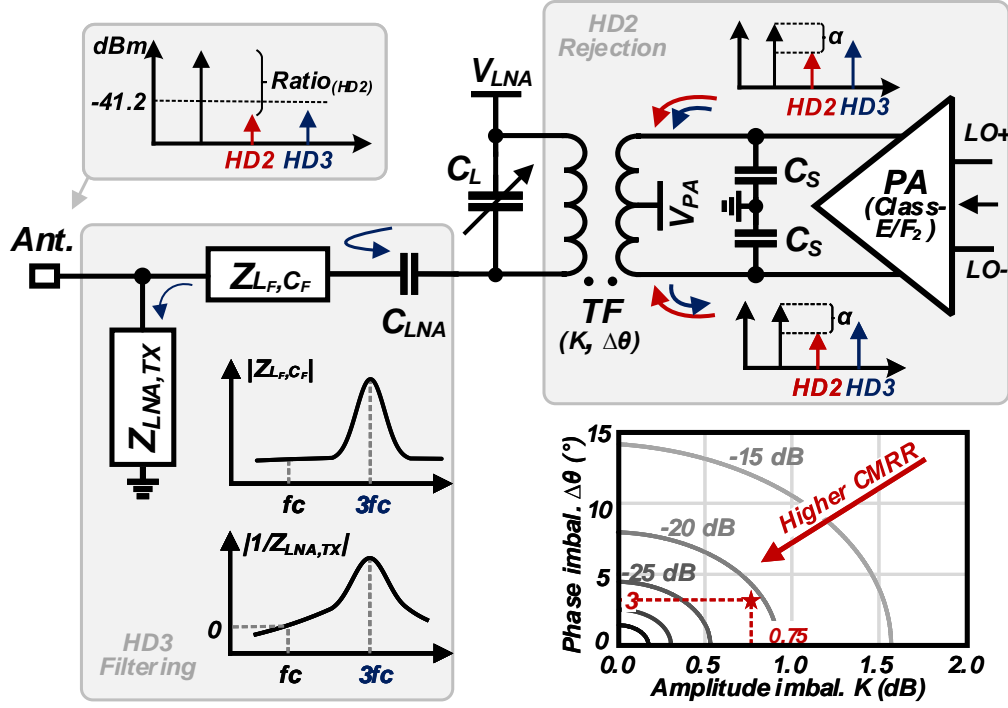 dBm
Ratio(HD2)
-41.2
HD2
HD3
HD2
Rejection
α
HD2
HD3
VLNA
CL
VPA
CS
CS
PA
(Class-
E/F2)
LO+
LO-
Ant.
ZLF,CF
CLNA
TF
(K, Δθ)
ZLNA,TX
α
HD2
HD3
|ZLF,CF|
fc
3fc
|1/ZLNA,TX|
0
fc
3fc
HD3
Filtering
Phase imbal. Δθ (°)
15
10
5
0
-15 dB
-20 dB
-25 dB
Higher CMRR
3
0.75
0.0
0.5
1.0
1.5
2.0
Amplitude imbal. K (dB)